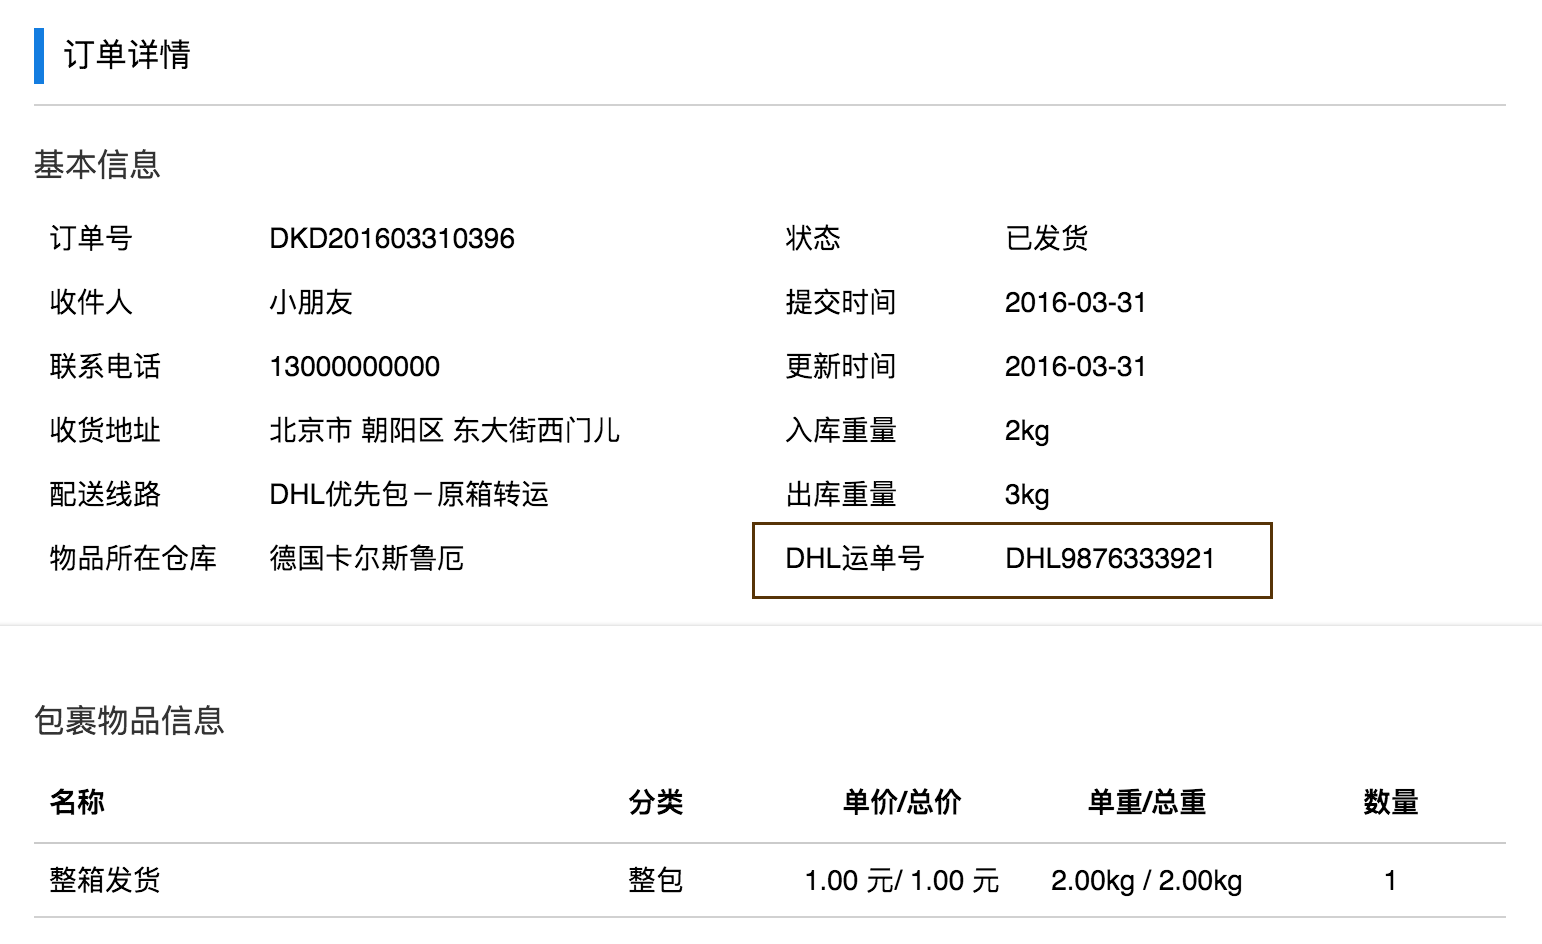 订单详情
基本信息
订单号 DKD201603310396 状态 已发货
收件人 小朋友 提交时间 2016-03-31
联系电话 13000000000 更新时间 2016-03-31
收货地址 北京市 朝阳区 东大街西门儿 入库重量 2kg
配送线路 DHL优先包－原箱转运 出库重量 3kg
物品所在仓库 德国卡尔斯鲁厄 DHL运单号 DHL9876333921
包裹物品信息
名称 分类 单价/总价 单重/总重 数量
整箱发货 整包 1.00 元/ 1.00 元 2.00kg / 2.00kg 1